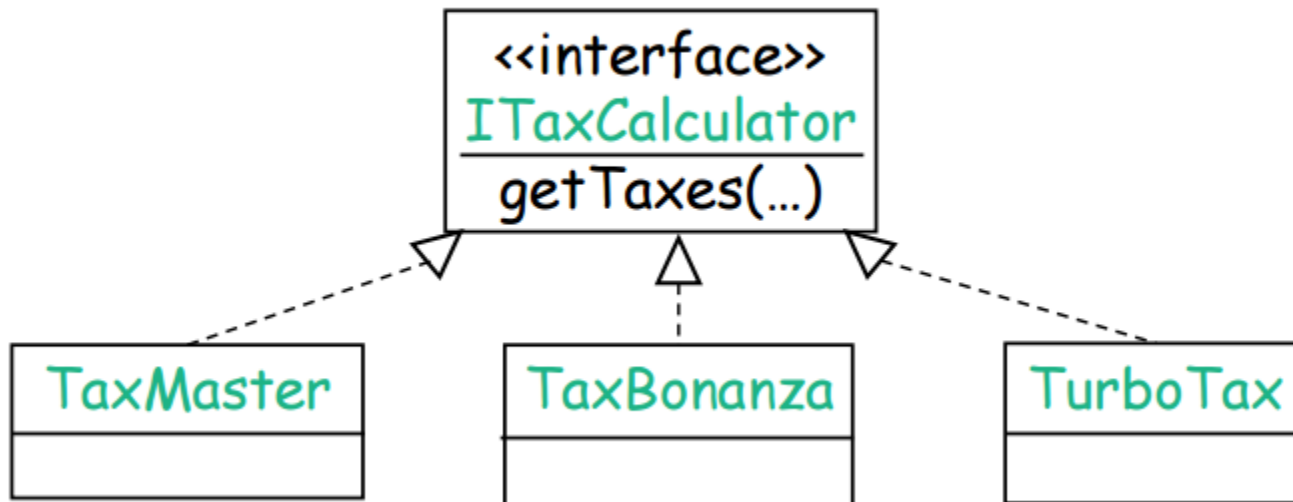 <<interface>>
ITaxCalculator
getTaxes(...)
TaxMaster
TaxBonanza
TurboTax